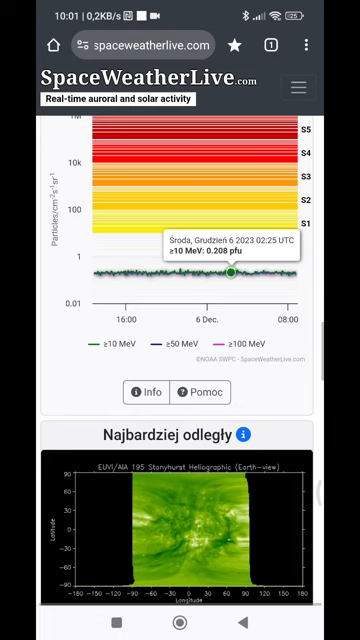 10:01 | 0,2KB/s
25
spaceweatherlive.com
1
SpaceWeatherLive.com
Real-time auroral and solar activity
1M
S5
10k
S4
S3
100
S2
S1
Środa, Grudzień 6 2023 02:25 UTC
≥10 MeV: 0.208 pfu
1
0.01
Particles/cm⁻²s⁻¹sr⁻¹
16:00
6 Dec.
08:00
≥10 MeV
≥50 MeV
≥100 MeV
©NOAA SWPC - SpaceWeatherLive.com
Info
Pomoc
Najbardziej odległy
EUVI/AIA 195 Stonyhurst Heliographic (Earth-view)
90
60
30
0
-30
-60
-90
Latitude
-180 -150 -120 -90 -60 -30 0 30 60 90 120 150 180
Longitude